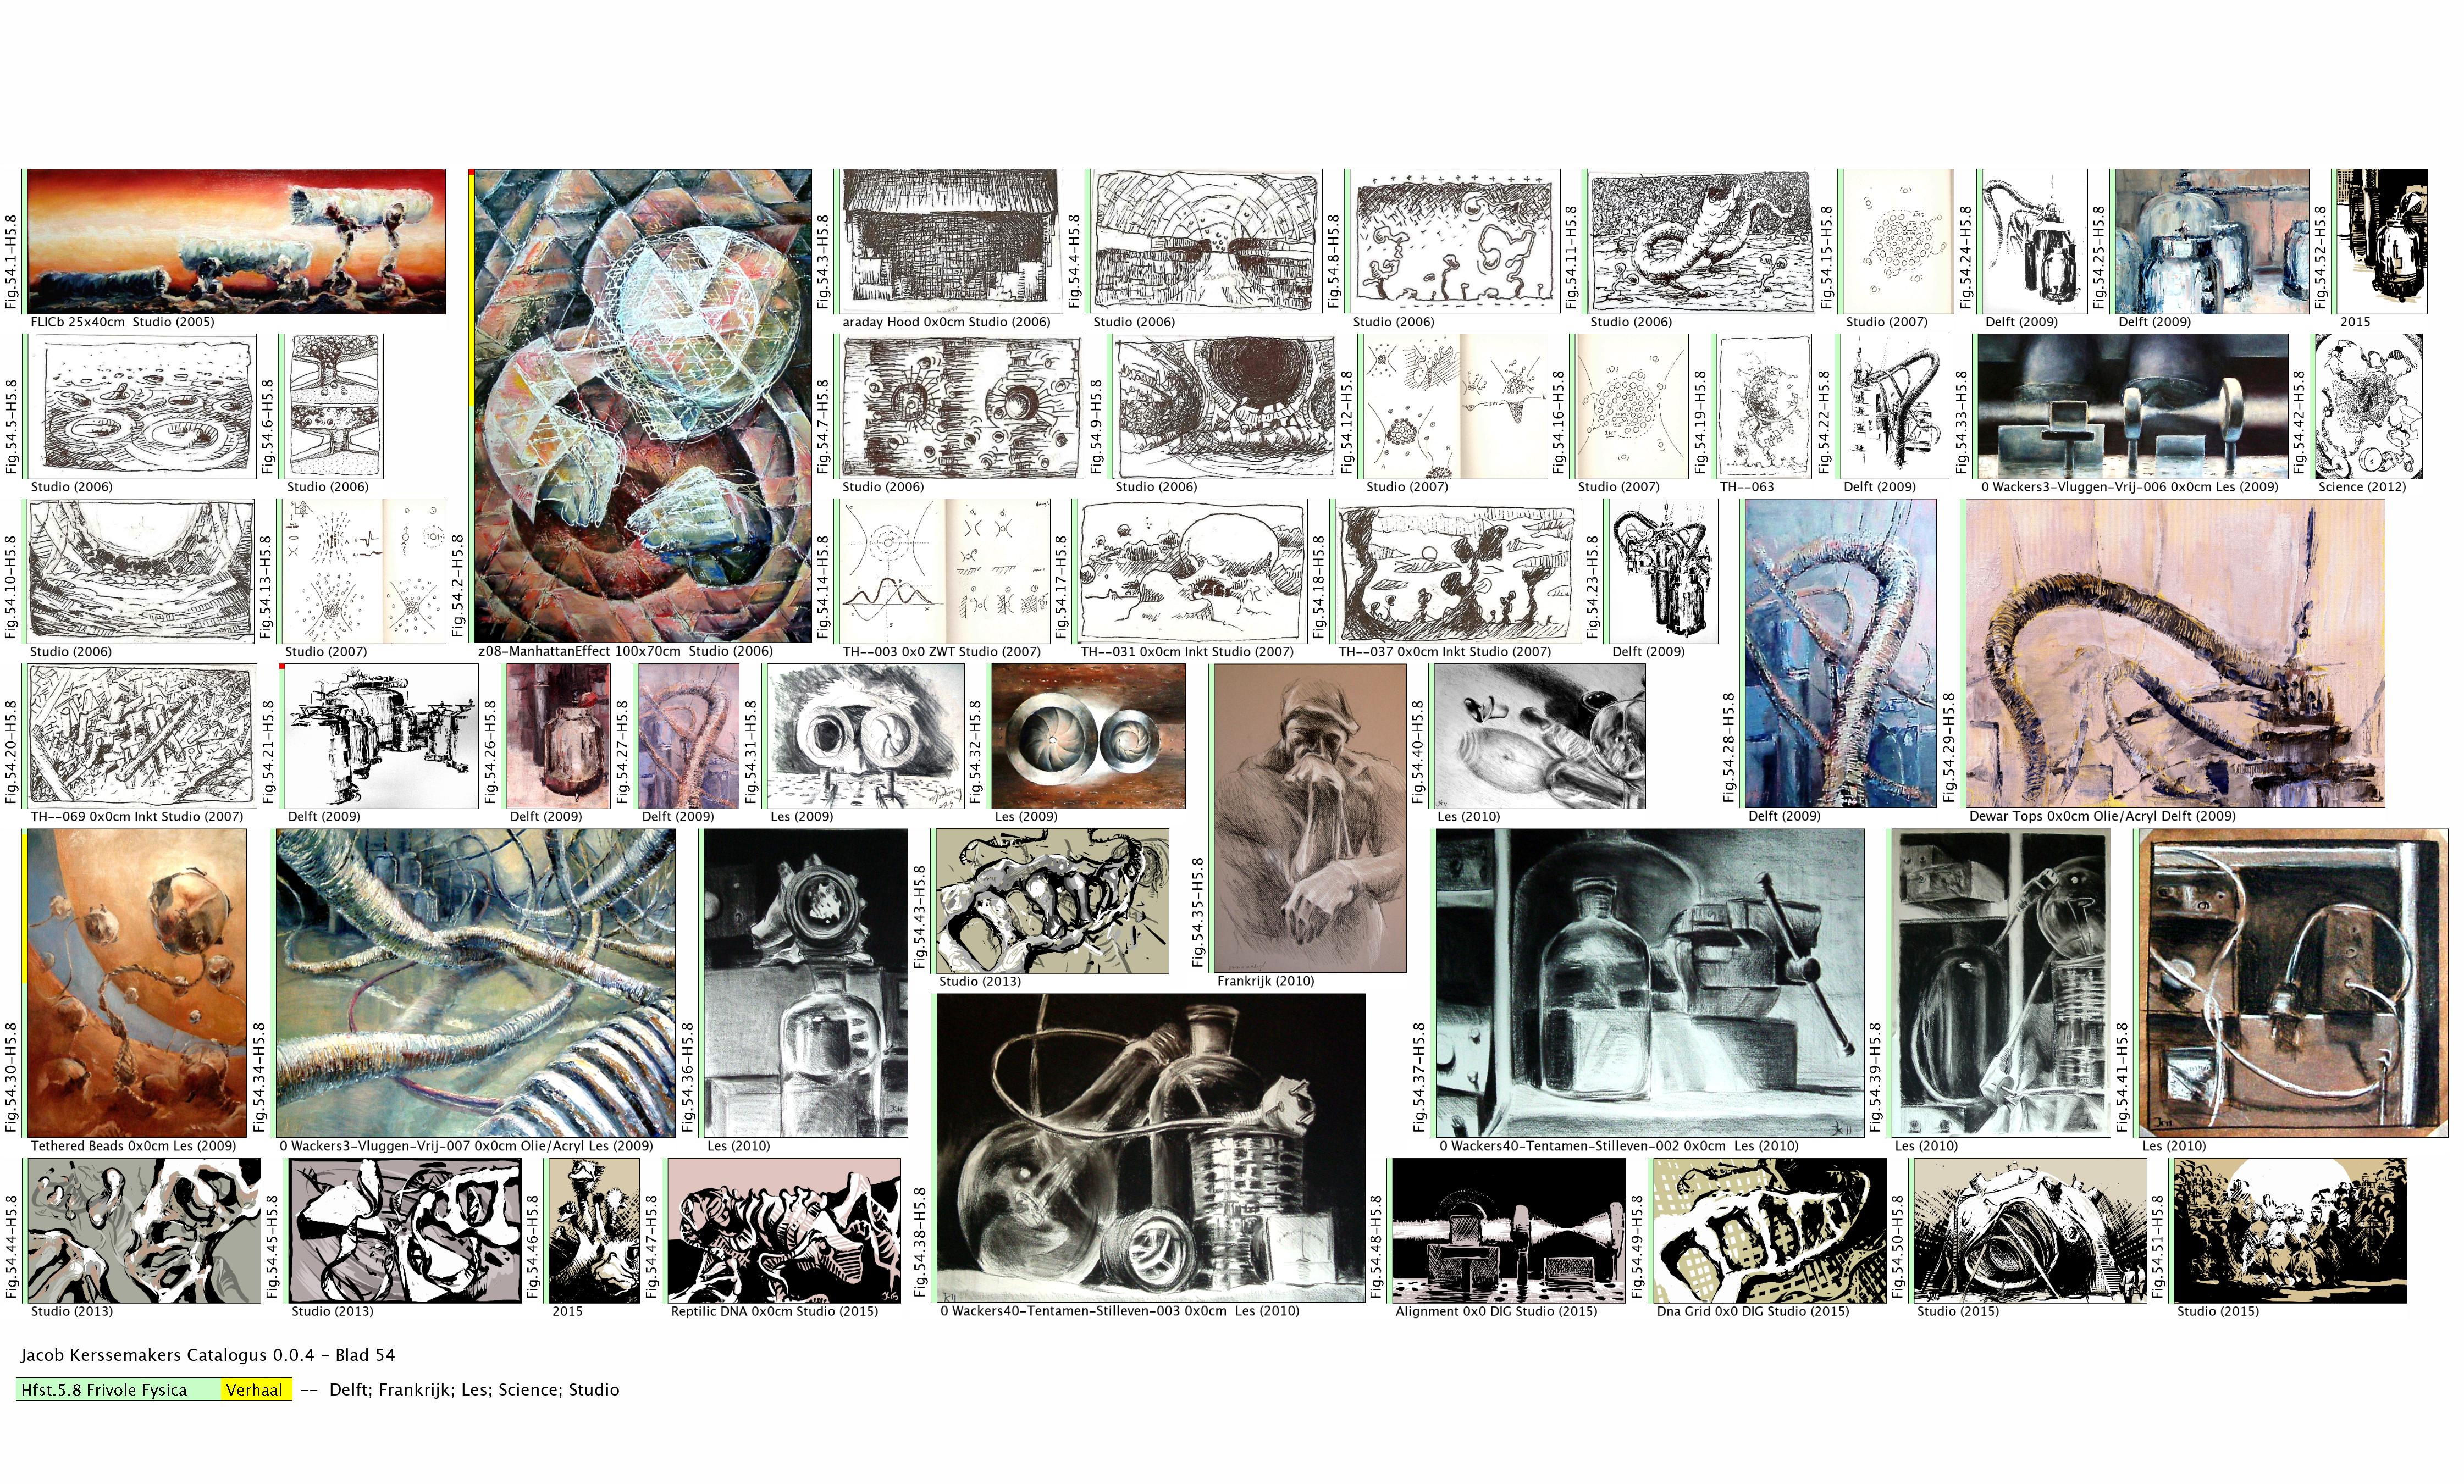 Fig.54.1-H5.8
FLICb 25x40cm Studio (2005)
Fig.54.2-H5.8
z08-ManhattanEffect 100x70cm Studio (2006)
Fig.54.3-H5.8
araday Hood 0x0cm Studio (2006)
Fig.54.4-H5.8
Studio (2006)
Fig.54.8-H5.8
Studio (2006)
Fig.54.11-H5.8
Studio (2006)
Fig.54.15-H5.8
Studio (2007)
Fig.54.24-H5.8
Delft (2009)
Fig.54.25-H5.8
Delft (2009)
Fig.54.52-H5.8
2015
Fig.54.5-H5.8
Studio (2006)
Fig.54.6-H5.8
Studio (2006)
Fig.54.7-H5.8
Studio (2006)
Fig.54.9-H5.8
Studio (2006)
Fig.54.12-H5.8
Studio (2007)
Fig.54.16-H5.8
Studio (2007)
Fig.54.19-H5.8
TH--063
Fig.54.22-H5.8
Delft (2009)
Fig.54.33-H5.8
0 Wackers3-Vluggen-Vrij-006 0x0cm Les (2009)
Fig.54.42-H5.8
Science (2012)
Fig.54.10-H5.8
Studio (2006)
Fig.54.13-H5.8
Studio (2007)
Fig.54.14-H5.8
TH--003 0x0 ZWT Studio (2007)
Fig.54.17-H5.8
TH--031 0x0cm Inkt Studio (2007)
Fig.54.18-H5.8
TH--037 0x0cm Inkt Studio (2007)
Fig.54.23-H5.8
Delft (2009)
Fig.54.28-H5.8
Delft (2009)
Fig.54.29-H5.8
Dewar Tops 0x0cm Olie/Acryl Delft (2009)
Fig.54.20-H5.8
TH--069 0x0cm Inkt Studio (2007)
Fig.54.21-H5.8
Delft (2009)
Fig.54.26-H5.8
Delft (2009)
Fig.54.27-H5.8
Delft (2009)
Fig.54.31-H5.8
Les (2009)
Fig.54.32-H5.8
Les (2009)
Fig.54.35-H5.8
Frankrijk (2010)
Fig.54.40-H5.8
Les (2010)
Fig.54.30-H5.8
Tethered Beads 0x0cm Les (2009)
Fig.54.34-H5.8
0 Wackers3-Vluggen-Vrij-007 0x0cm Olie/Acryl Les (2009)
Fig.54.36-H5.8
Les (2010)
Fig.54.43-H5.8
Studio (2013)
Fig.54.37-H5.8
0 Wackers40-Tentamen-Stilleven-002 0x0cm Les (2010)
Fig.54.39-H5.8
Les (2010)
Fig.54.41-H5.8
Les (2010)
Fig.54.44-H5.8
Studio (2013)
Fig.54.45-H5.8
Studio (2013)
Fig.54.46-H5.8
2015
Fig.54.47-H5.8
Reptilic DNA 0x0cm Studio (2015)
Fig.54.38-H5.8
0 Wackers40-Tentamen-Stilleven-003 0x0cm Les (2010)
Fig.54.48-H5.8
Alignment 0x0 DIG Studio (2015)
Fig.54.49-H5.8
Dna Grid 0x0 DIG Studio (2015)
Fig.54.50-H5.8
Studio (2015)
Fig.54.51-H5.8
Studio (2015)
Jacob Kerssemakers Catalogus 0.0.4 - Blad 54
Hfst.5.8 Frivole Fysica Verhaal -- Delft; Frankrijk; Les; Science; Studio